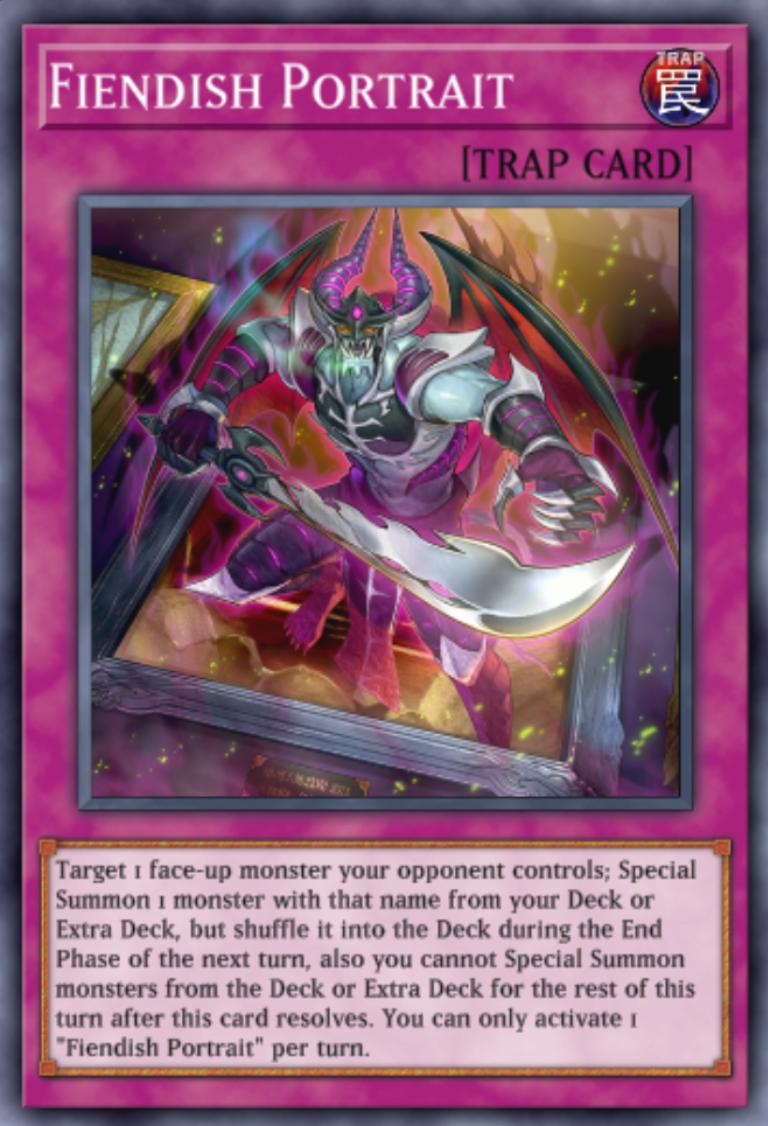 Fiendish Portrait
TRAP
罠
[TRAP CARD]
Target 1 face-up monster your opponent controls; Special
Summon 1 monster with that name from your Deck or
Extra Deck, but shuffle it into the Deck during the End
Phase of the next turn, also you cannot Special Summon
monsters from the Deck or Extra Deck for the rest of this
turn after this card resolves. You can only activate 1
"Fiendish Portrait" per turn.